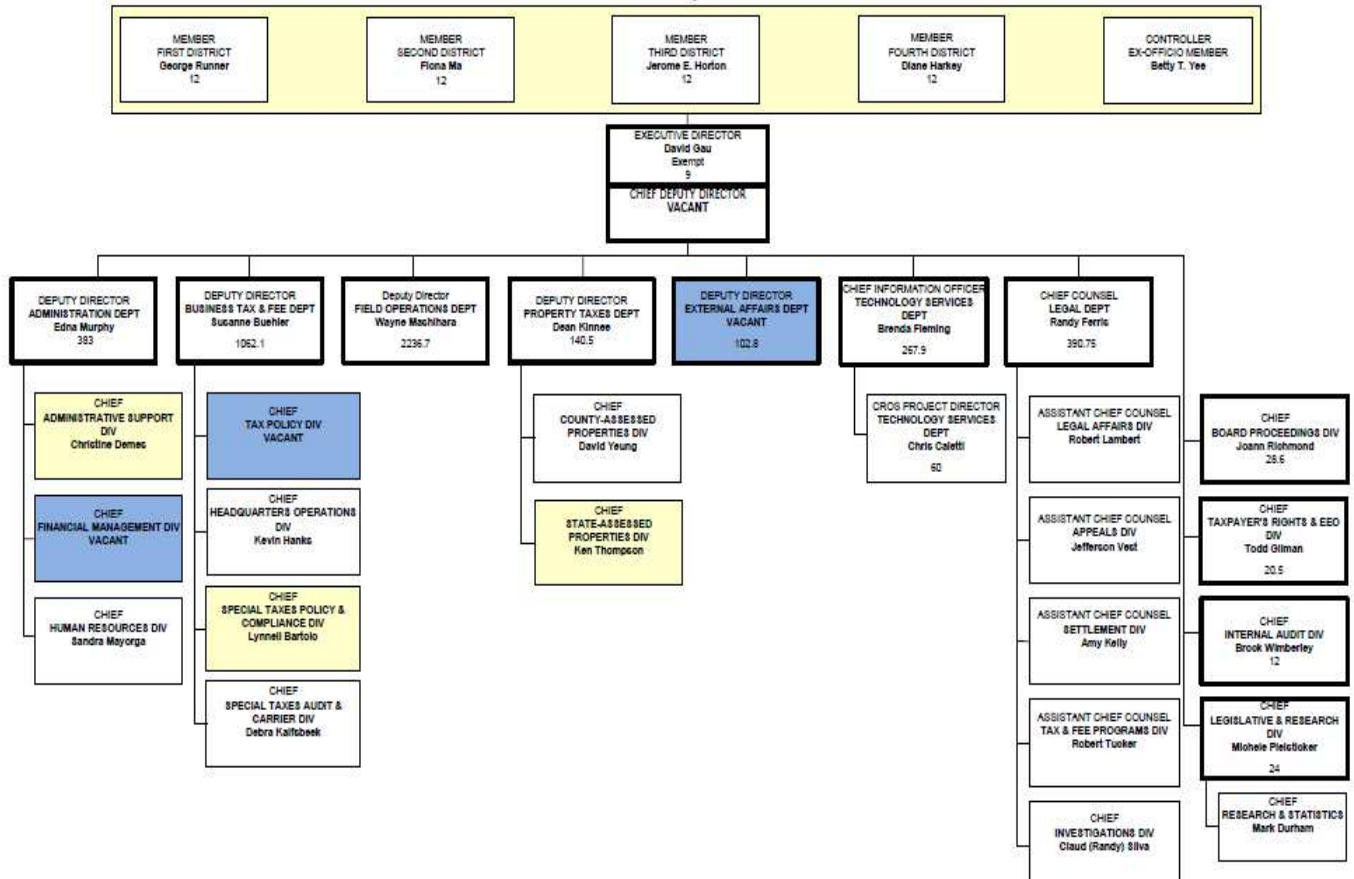 MEMBER
FIRST DISTRICT
George Runner
12
MEMBER
SECOND DISTRICT
Fiona Ma
12
MEMBER
THIRD DISTRICT
Jerome E. Horton
12
MEMBER
FOURTH DISTRICT
Diane Harkey
12
CONTROLLER
EX-OFFICIO MEMBER
Betty T. Yee
EXECUTIVE DIRECTOR
David Gau
Exempt
9
CHIEF DEPUTY DIRECTOR
VACANT
DEPUTY DIRECTOR
ADMINISTRATION DEPT
Edna Murphy
383
DEPUTY DIRECTOR
BUSINESS TAX & FEE DEPT
Susanne Buehler
1062.1
Deputy Director
FIELD OPERATIONS DEPT
Wayne Mashihara
2236.7
DEPUTY DIRECTOR
PROPERTY TAXES DEPT
Dean Kinnee
140.5
DEPUTY DIRECTOR
EXTERNAL AFFAIRS DEPT
VACANT
102.8
CHIEF INFORMATION OFFICER
TECHNOLOGY SERVICES
DEPT
Brenda Fleming
267.9
CHIEF COUNSEL
LEGAL DEPT
Randy Ferris
390.75
CHIEF
ADMINISTRATIVE SUPPORT
DIV
Christine Demes
CHIEF
FINANCIAL MANAGEMENT DIV
VACANT
CHIEF
HUMAN RESOURCES DIV
Sandra Mayorga
CHIEF
TAX POLICY DIV
VACANT
CHIEF
HEADQUARTERS OPERATIONS
DIV
Kevin Hanks
CHIEF
SPECIAL TAXES POLICY &
COMPLIANCE DIV
Lynnell Bartolo
CHIEF
SPECIAL TAXES AUDIT &
CARRIER DIV
Debra Kalfsbeek
CHIEF
COUNTY-ASSESSED
PROPERTIES DIV
David Yeung
CHIEF
STATE-ASSESSED
PROPERTIES DIV
Ken Thompson
CROS PROJECT DIRECTOR
TECHNOLOGY SERVICES
DEPT
Chris Caletti
60
ASSISTANT CHIEF COUNSEL
LEGAL AFFAIRS DIV
Robert Lambert
ASSISTANT CHIEF COUNSEL
APPEALS DIV
Jefferson Vest
ASSISTANT CHIEF COUNSEL
SETTLEMENT DIV
Amy Kelly
ASSISTANT CHIEF COUNSEL
TAX & FEE PROGRAMS DIV
Robert Tucker
CHIEF
INVESTIGATIONS DIV
Claud (Randy) Silva
CHIEF
BOARD PROCEEDINGS DIV
Joann Richmond
28.6
CHIEF
TAXPAYER'S RIGHTS & EEO
DIV
Todd Gilman
20.5
CHIEF
INTERNAL AUDIT DIV
Brook Wimberley
12
CHIEF
LEGISLATIVE & RESEARCH
DIV
Michele Pielsticker
24
CHIEF
RESEARCH & STATISTICS
Mark Durham